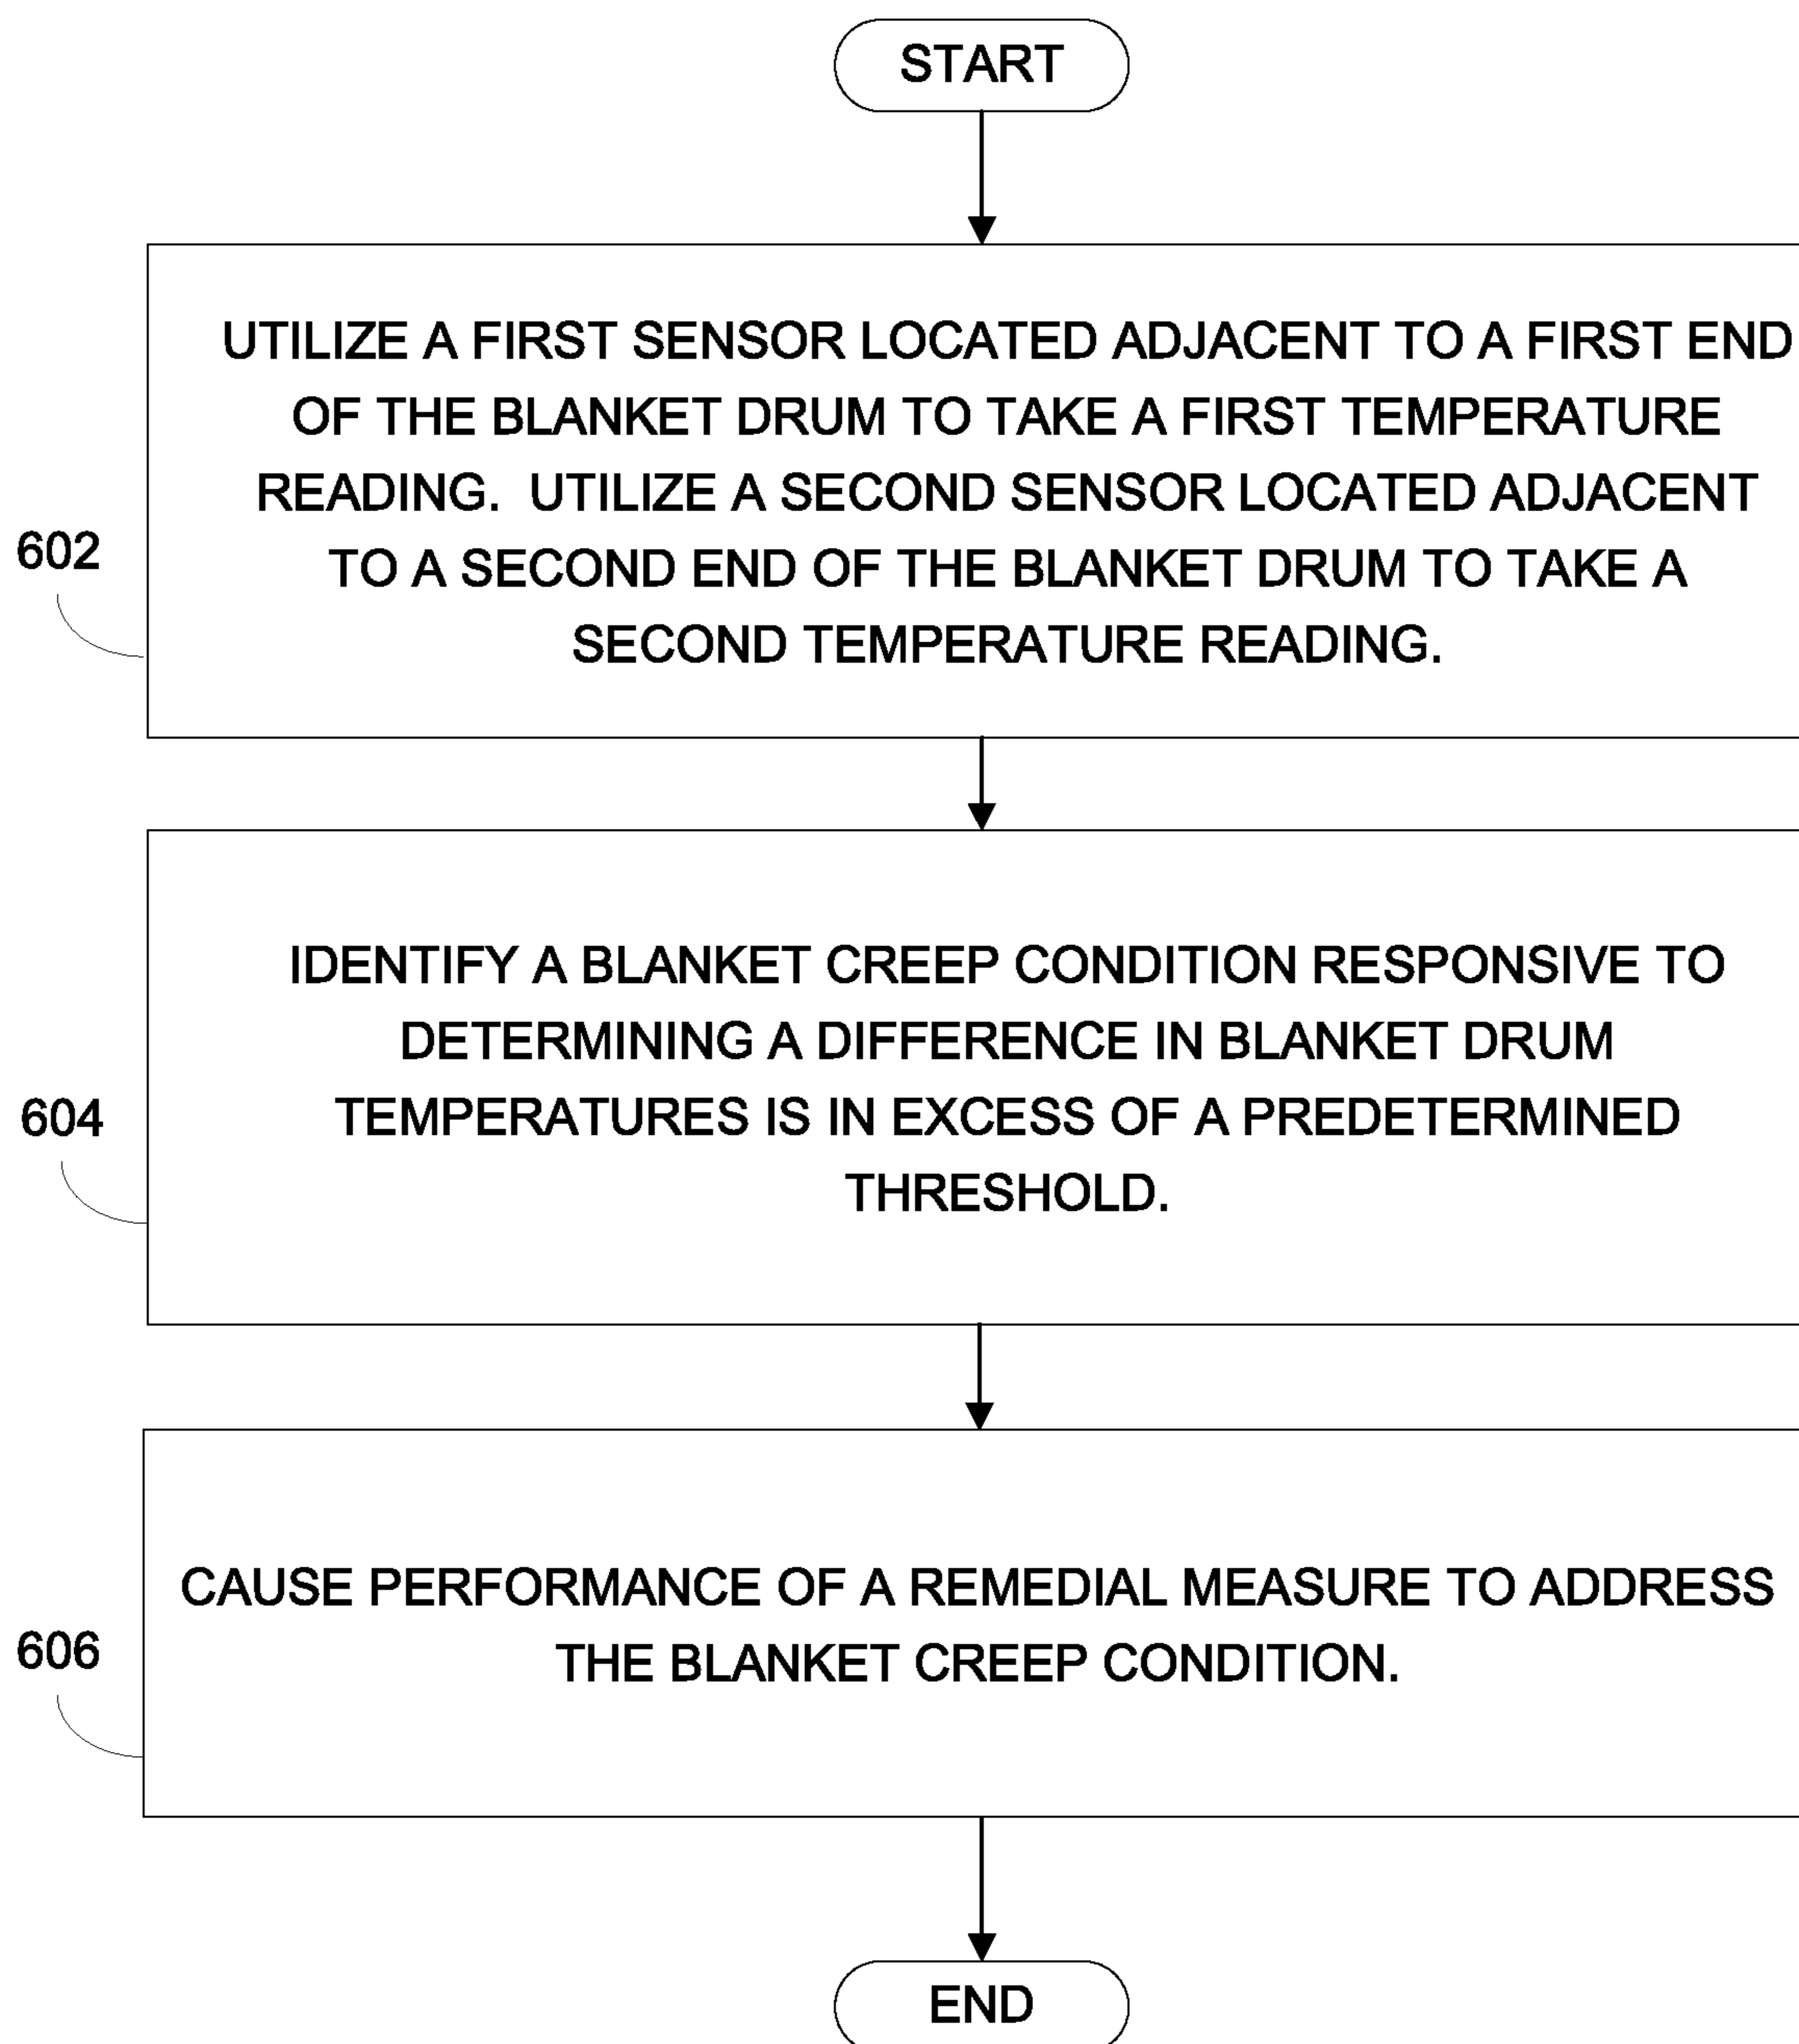 START
UTILIZE A FIRST SENSOR LOCATED ADJACENT TO A FIRST END
OF THE BLANKET DRUM TO TAKE A FIRST TEMPERATURE
READING. UTILIZE A SECOND SENSOR LOCATED ADJACENT
TO A SECOND END OF THE BLANKET DRUM TO TAKE A
SECOND TEMPERATURE READING.
602
IDENTIFY A BLANKET CREEP CONDITION RESPONSIVE TO
DETERMINING A DIFFERENCE IN BLANKET DRUM
TEMPERATURES IS IN EXCESS OF A PREDETERMINED
THRESHOLD.
604
CAUSE PERFORMANCE OF A REMEDIAL MEASURE TO ADDRESS
THE BLANKET CREEP CONDITION.
606
END